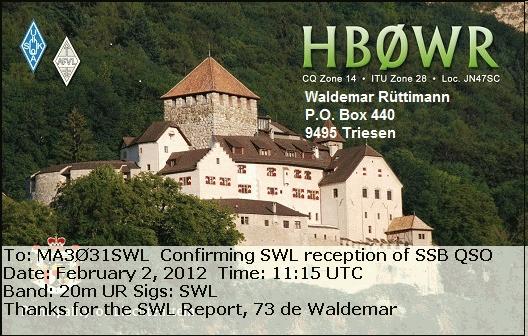 HBØWR
CQ Zone 14 • ITU Zone 28 • Loc. JN47SC
Waldemar Rüttimann
P.O. Box 440
9495 Triesen
To: MA3Ø31SWL Confirming SWL reception of SSB QSO
Date: February 2, 2012 Time: 11:15 UTC
Band: 20m UR Sigs: SWL
Thanks for the SWL Report, 73 de Waldemar